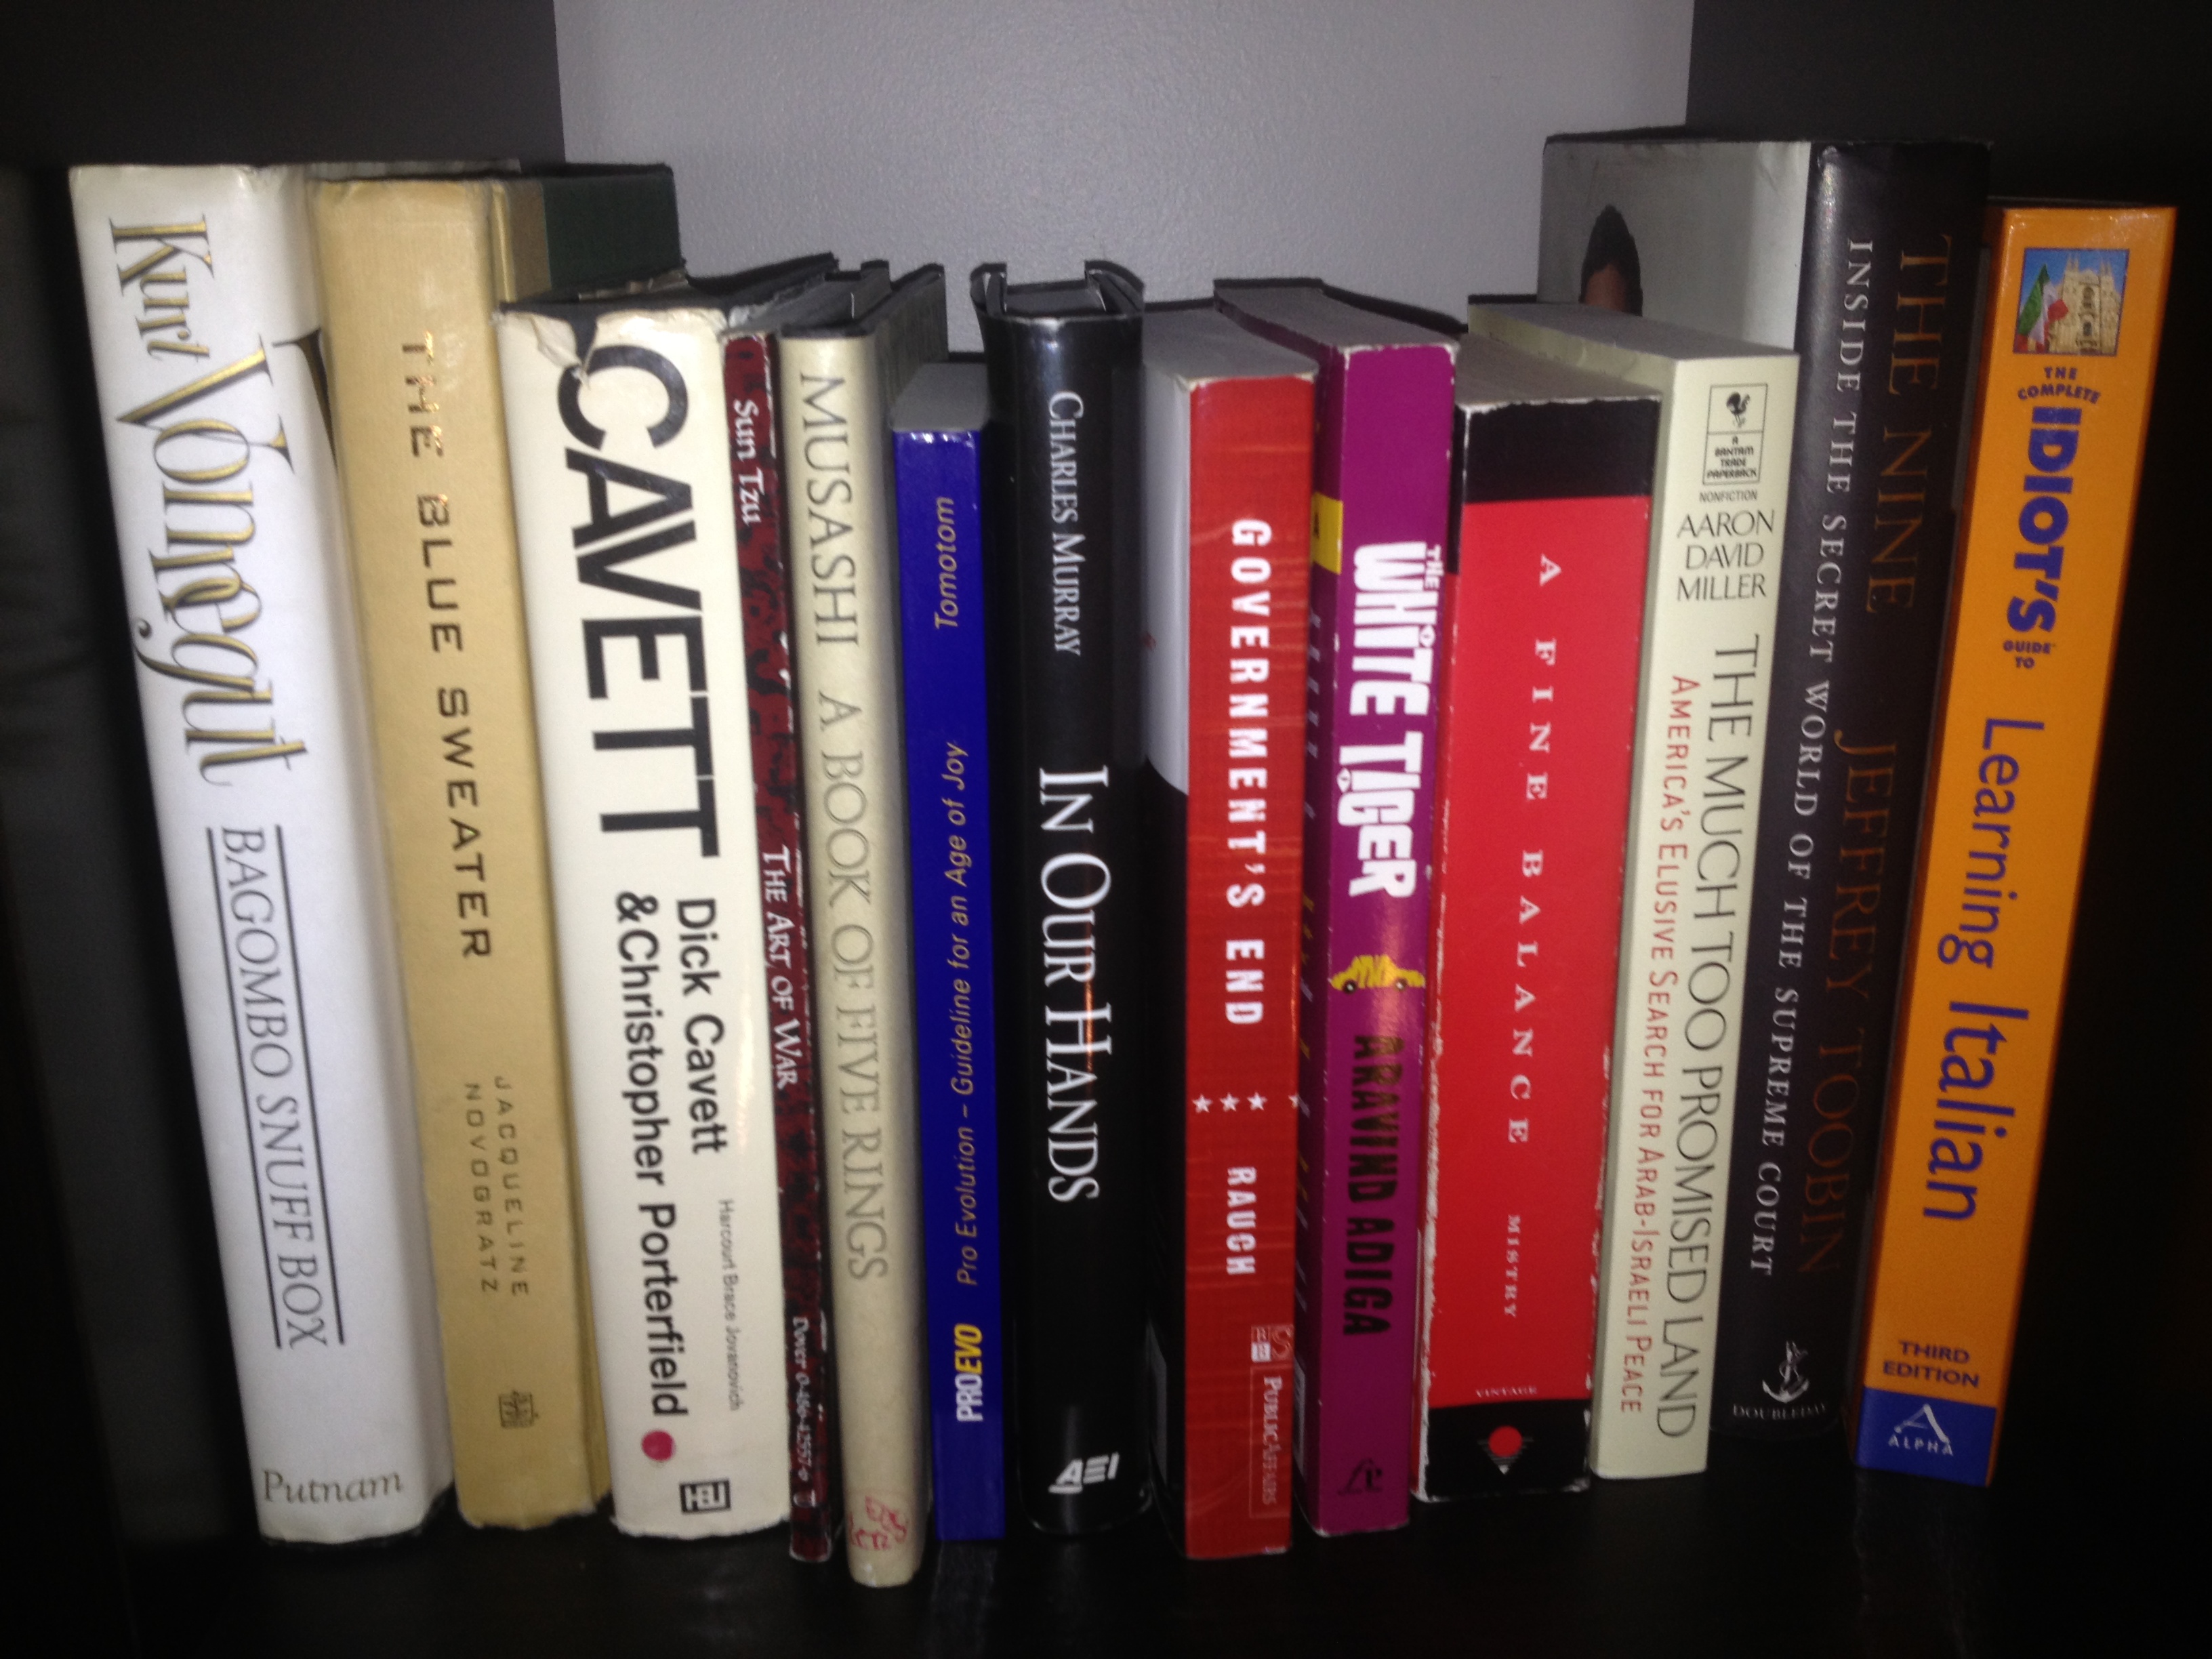 Kurt Vonnegut
BAGOMBO SNUFF BOX
Putnam
THE BLUE SWEATER
JACQUELINE
NOVOGRATZ
CAVETT
Dick Cavett
&Christopher Porterfield
Harcourt Brace Jovanovich
HBJ
Sun Tzu
THE ART OF WAR
Dover 0-486-42557-6
MUSASHI A BOOK OF FIVE RINGS
Tomotom
Pro Evolution – Guideline for an Age of Joy
PROEVO
CHARLES MURRAY
IN OUR HANDS
AEI
GOVERNMENT'S END
RAUCH
PUBLICAFFAIRS
THE
WHITE TIGER
ARAVIND ADIGA
A FINE BALANCE
MISTRY
VINTAGE
A
BANTAM
TRADE
PAPERBACK
NONFICTION
AARON
DAVID
MILLER
THE MUCH TOO PROMISED LAND
AMERICA'S ELUSIVE SEARCH FOR ARAB-ISRAELI PEACE
THE NINE JEFFREY TOOBIN
INSIDE THE SECRET WORLD OF THE SUPREME COURT
DOUBLEDAY
THE
COMPLETE
IDIOT'S
GUIDE
TO
Learning Italian
THIRD
EDITION
ALPHA